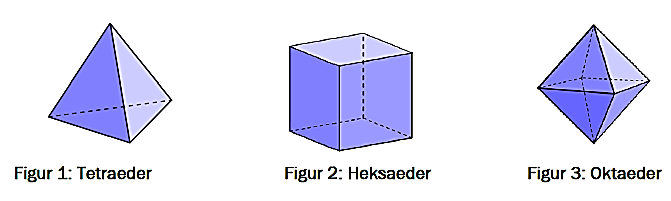 Figur 1: Tetraeder
Figur 2: Heksaeder
Figur 3: Oktaeder